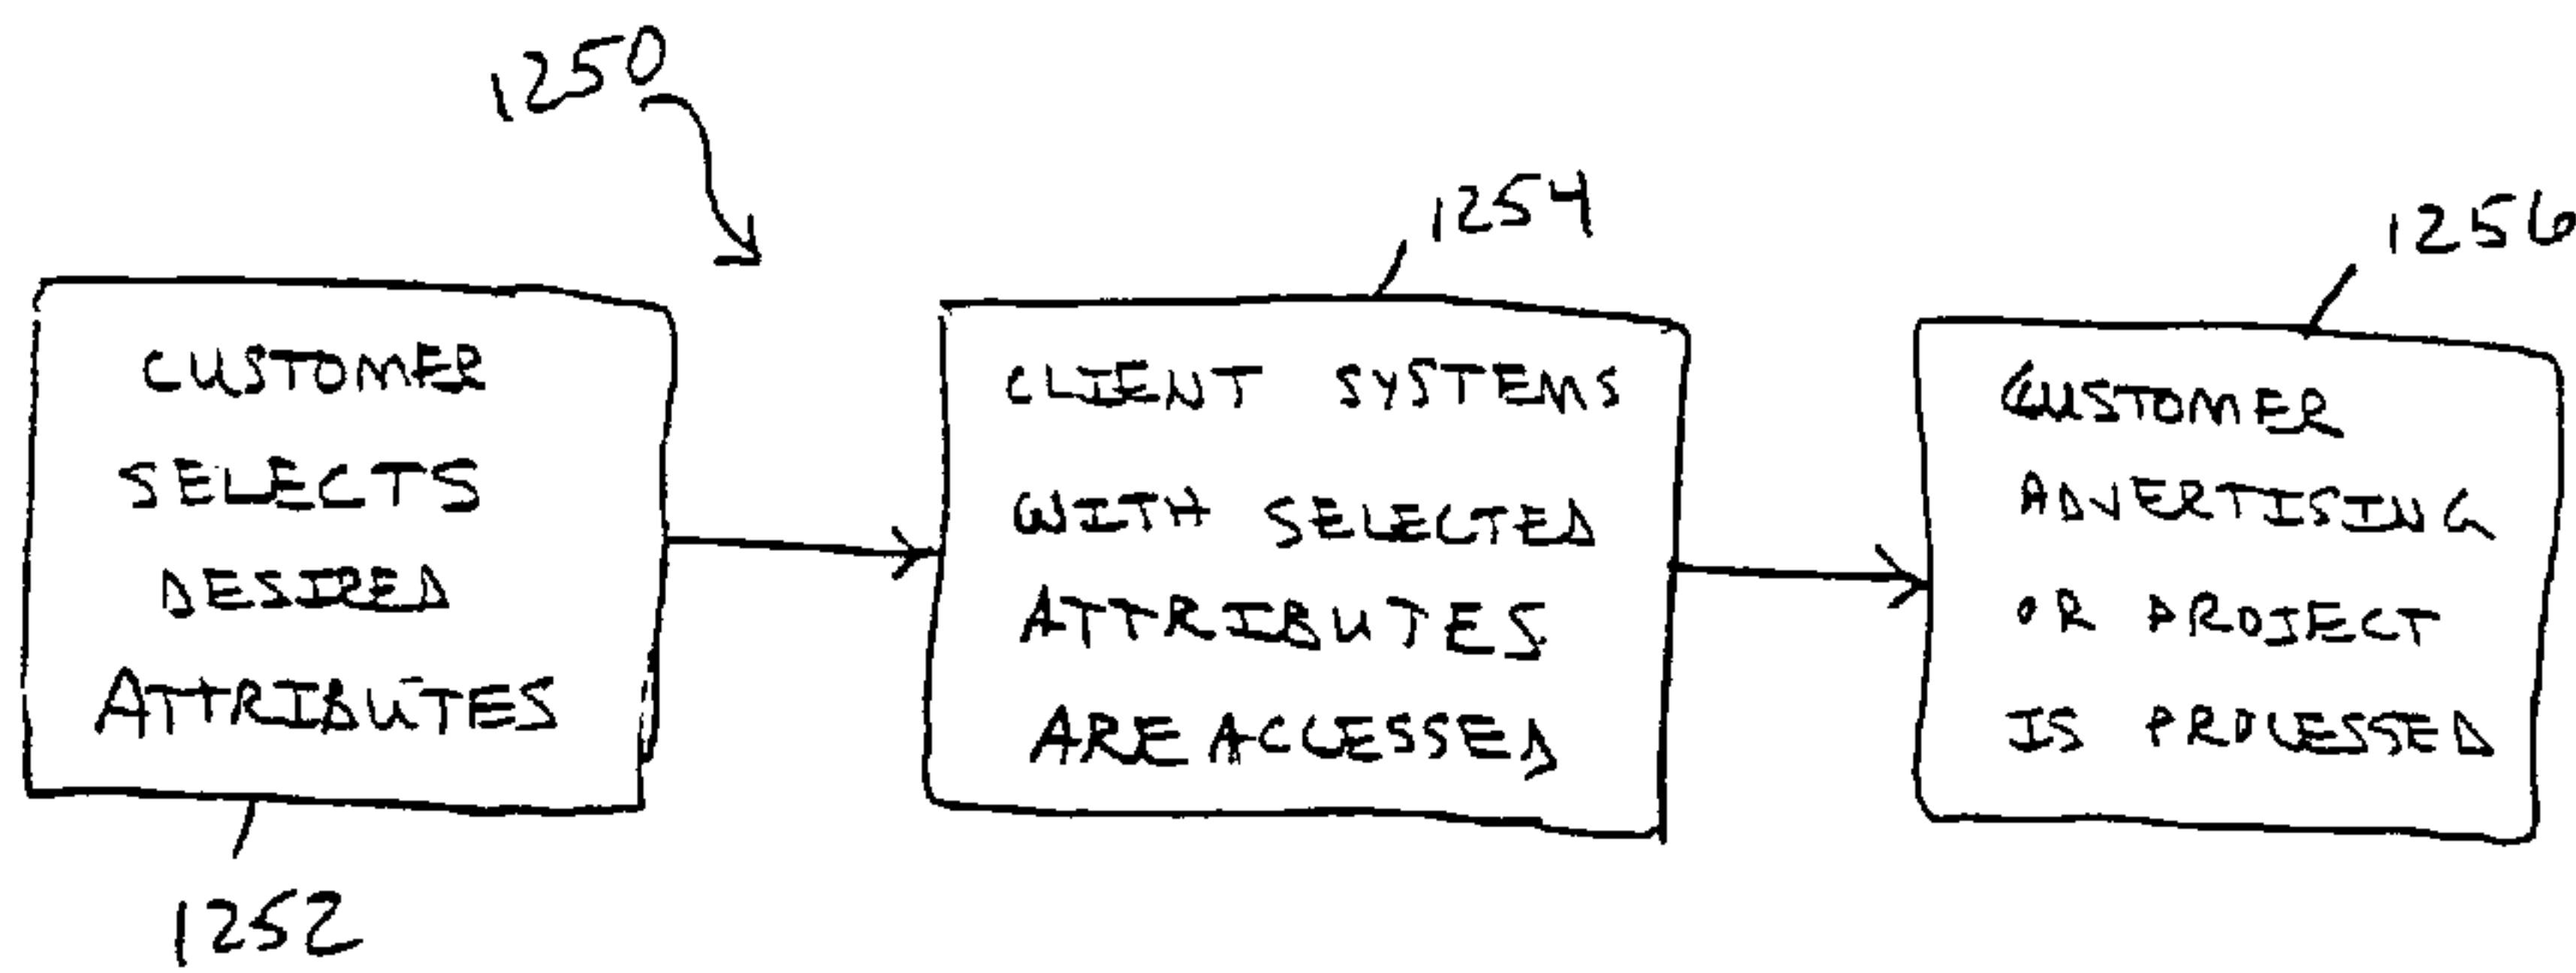 1250
1254
1256
CUSTOMER
SELECTS
DESIRED
ATTRIBUTES
CLIENT SYSTEMS
WITH SELECTED
ATTRIBUTES
ARE ACCESSED
CUSTOMER
ADVERTISING
OR PROJECT
IS PROCESSED
1252